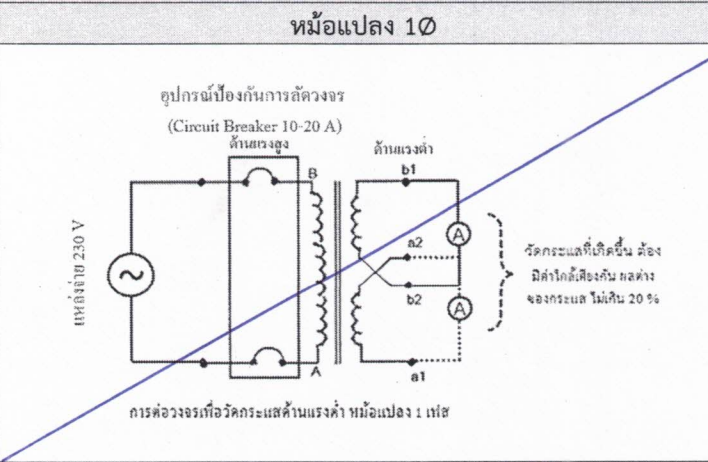 หม้อแปลง 1Ø
อุปกรณ์ป้องกันการลัดวงจร
(Circuit Breaker 10-20 A)
ด้านแรงสูง
ด้านแรงต่ำ
B
b1
แหล่งจ่าย 230 V
A
a2
b2
A
วัดกระแสที่เกิดขึ้น ต้อง
มีค่าใกล้เคียงกัน ผลต่าง
ของกระแส ไม่เกิน 20 %
A
a1
การต่อวงจรเพื่อวัดกระแสด้านแรงต่ำ หม้อแปลง 1 เฟส